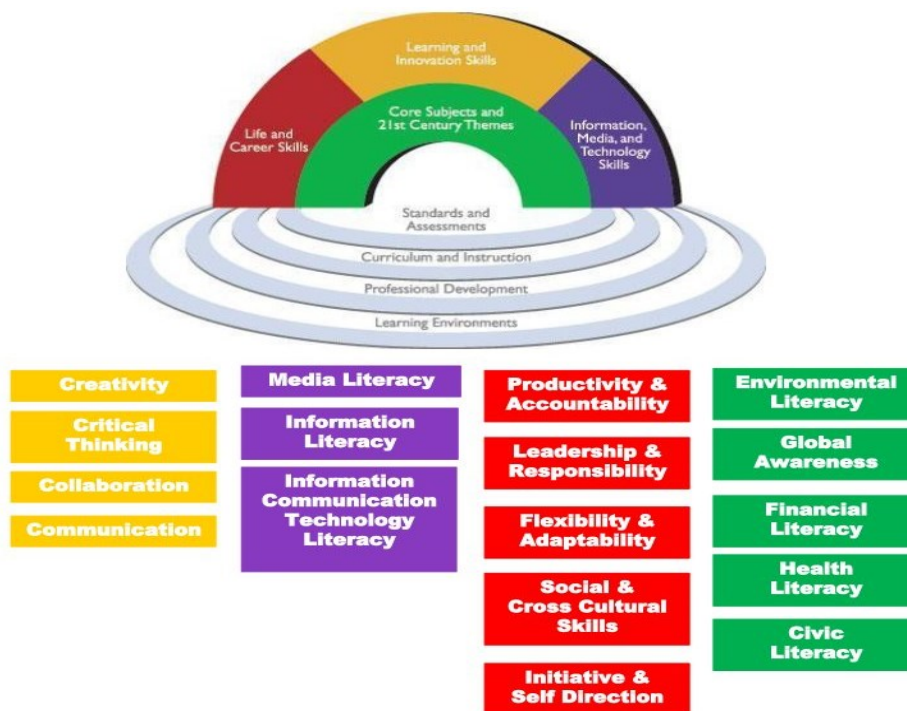 Learning and
Innovation Skills
Core Subjects and
21st Century Themes
Life and
Career Skills
Information,
Media, and
Technology
Skills
Standards and
Assessments
Curriculum and Instruction
Professional Development
Learning Environments
Creativity
Critical
Thinking
Collaboration
Communication
Media Literacy
Information
Literacy
Information
Communication
Technology
Literacy
Productivity &
Accountability
Leadership &
Responsibility
Flexibility &
Adaptability
Social &
Cross Cultural
Skills
Initiative &
Self Direction
Environmental
Literacy
Global
Awareness
Financial
Literacy
Health
Literacy
Civic
Literacy